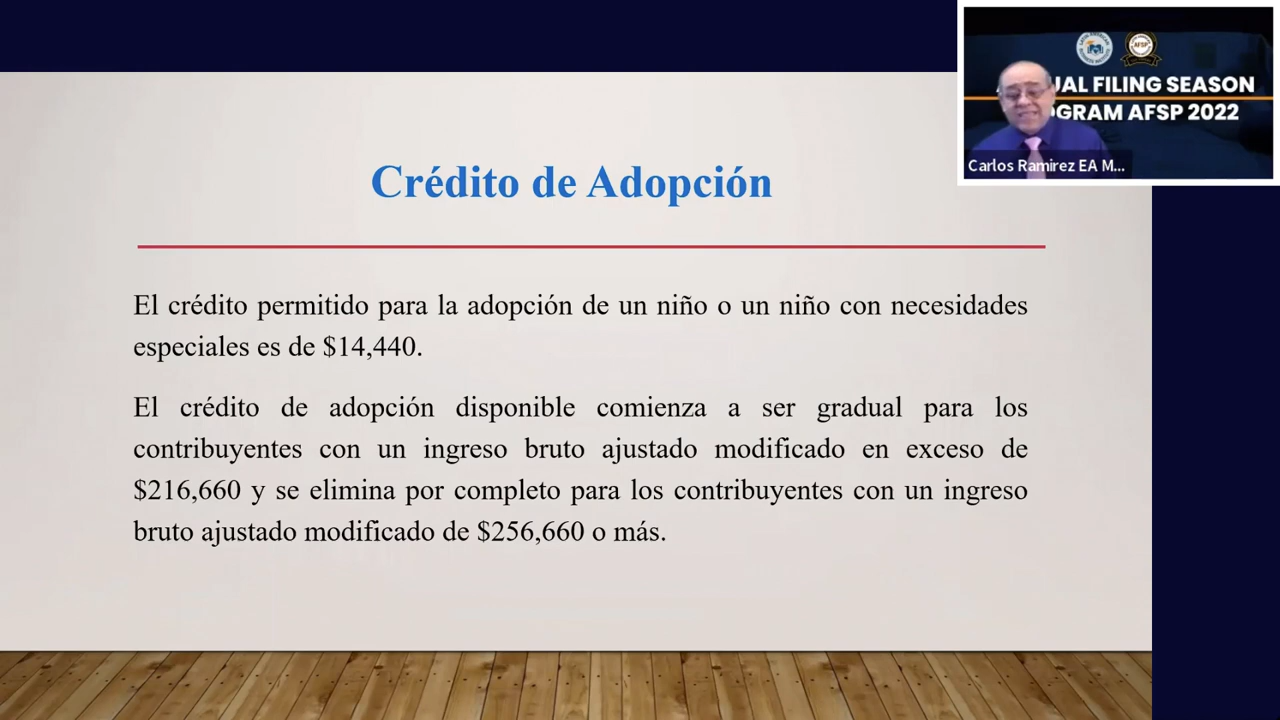 Crédito de Adopción
El crédito permitido para la adopción de un niño o un niño con necesidades
especiales es de $14,440.
El crédito de adopción disponible comienza a ser gradual para los
contribuyentes con un ingreso bruto ajustado modificado en exceso de
$216,660 y se elimina por completo para los contribuyentes con un ingreso
bruto ajustado modificado de $256,660 o más.
UAL FILING SEASON
GRAM AFSP 2022
AFSP
Carlos Ramirez EA M...